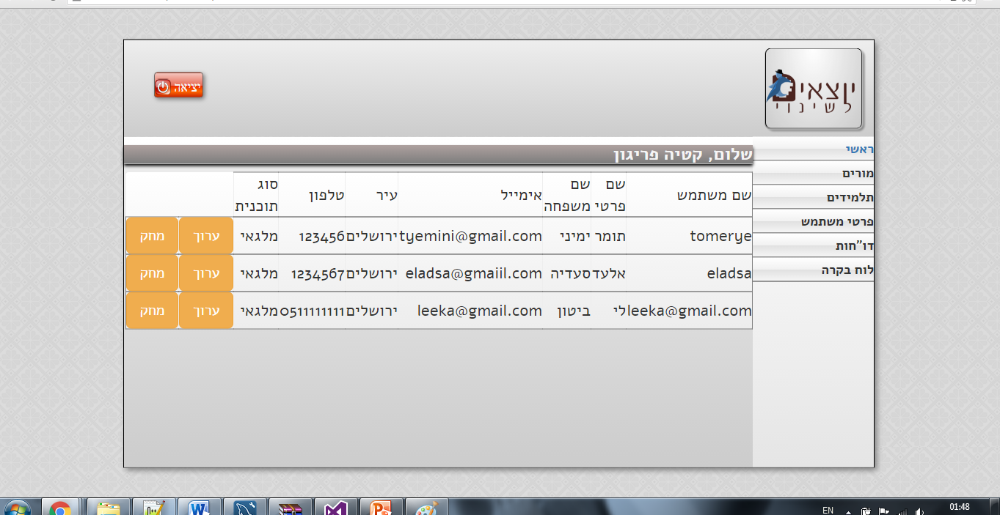 יוצאים
לשינוי
יציאה
ראשי
מורים
תלמידים
פרטי משתמש
דו"חות
לוח בקרה
שלום, קטיה פריגון
שם משתמש שם פרטי שם משפחה אימייל עיר טלפון סוג תוכנית
tomerye תומר ימיני tyemini@gmail.com ירושלים 123456 מלגאי ערוך מחק
eladsa אלעד סעדיה eladsa@gmaiil.com ירושלים 1234567 מלגאי ערוך מחק
leeka@gmail.com לי ביטון leeka@gmail.com ירושלים 0511111111 מלגאי ערוך מחק
EN 01:48